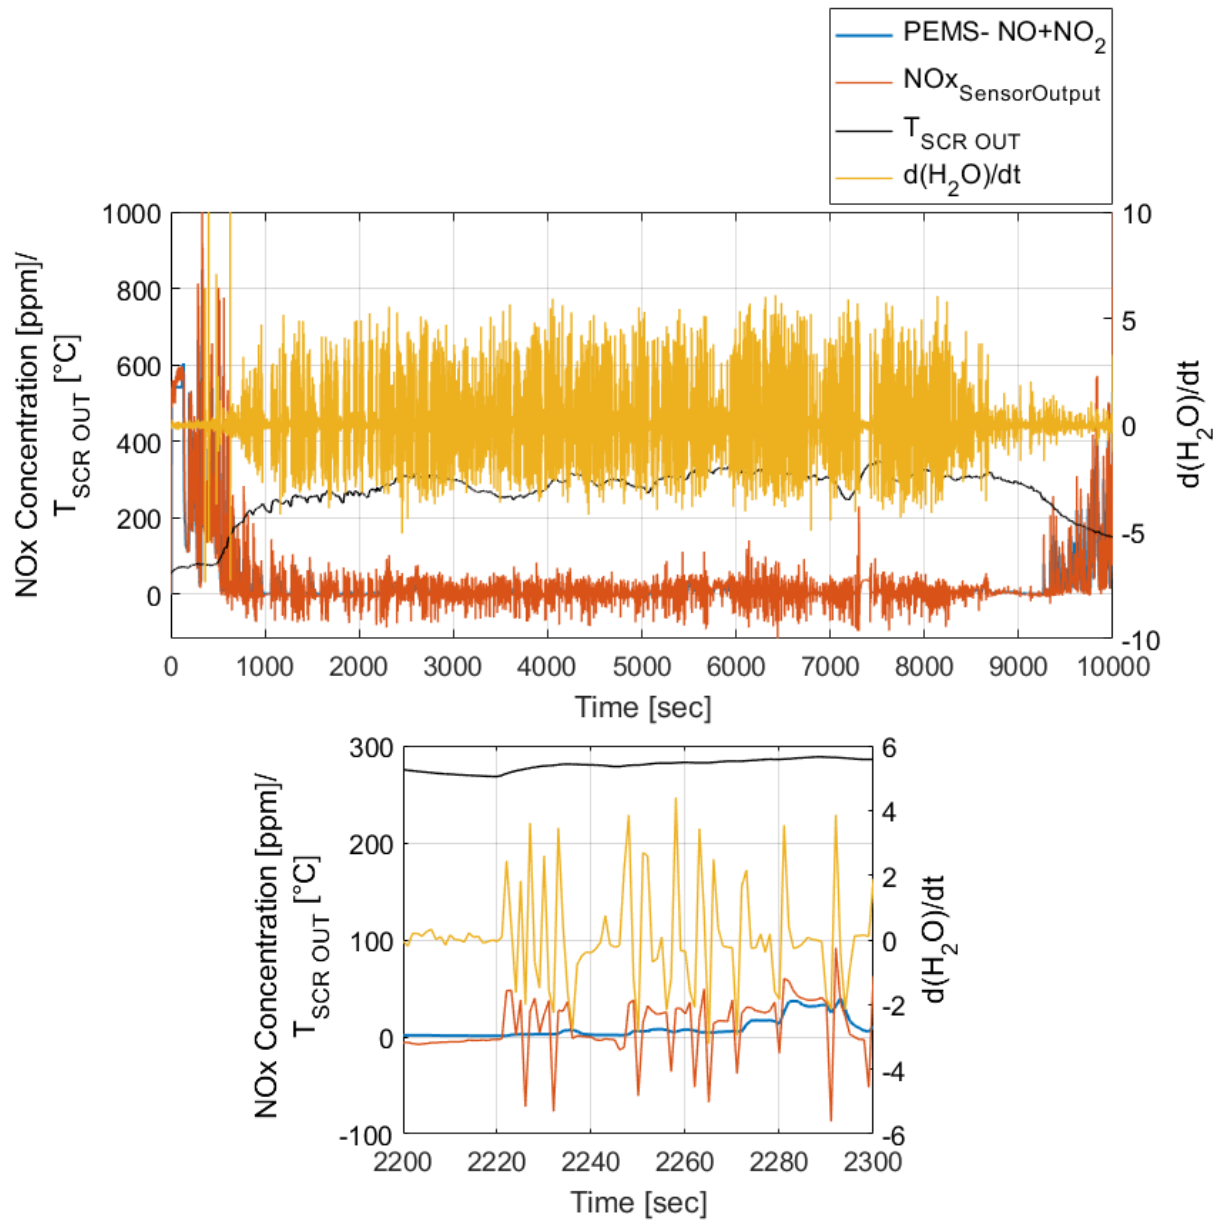 PEMS- NO+NO2
NOxSensorOutput
TSCR OUT
d(H2O)/dt
NOx Concentration [ppm]/
TSCR OUT [°C]
1000
800
600
400
200
0
10
5
0
-5
-10
d(H2O)/dt
0 1000 2000 3000 4000 5000 6000 7000 8000 9000 10000
Time [sec]
NOx Concentration [ppm]/
TSCR OUT [°C]
300
200
100
0
-100
6
4
2
0
-2
-4
-6
d(H2O)/dt
2200 2220 2240 2260 2280 2300
Time [sec]